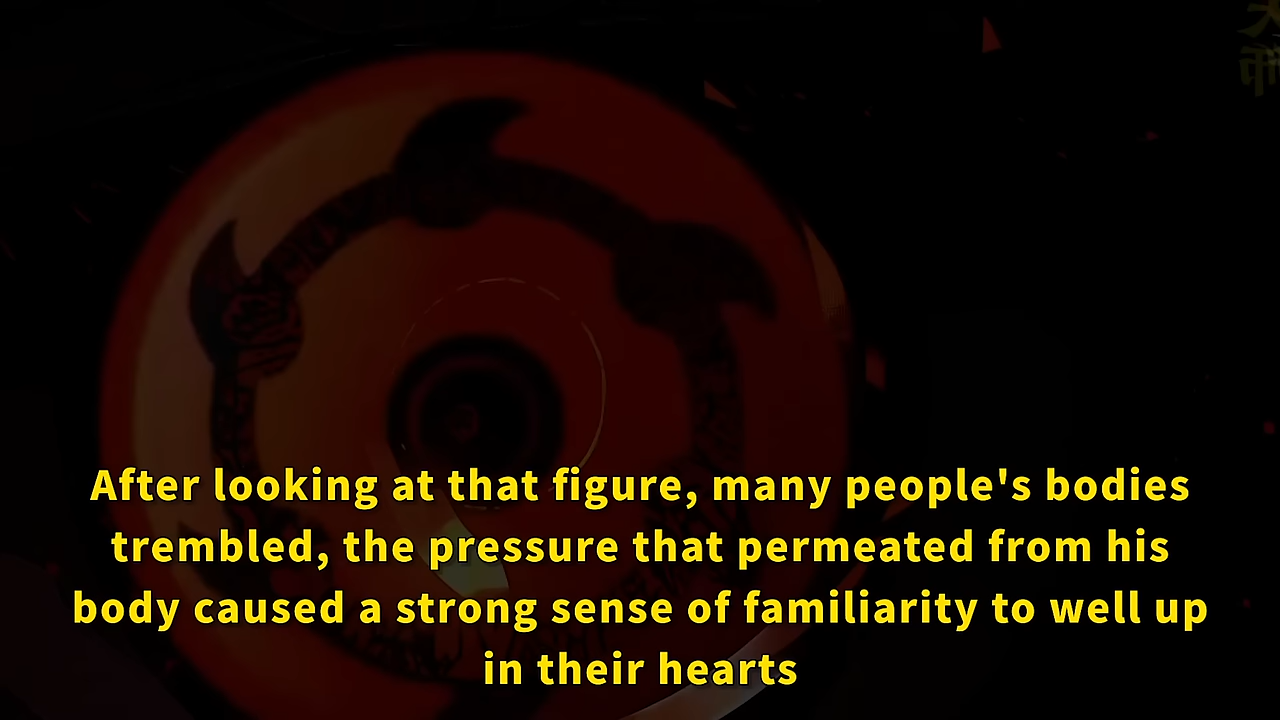 After looking at that figure, many people's bodies
trembled, the pressure that permeated from his
body caused a strong sense of familiarity to well up
in their hearts